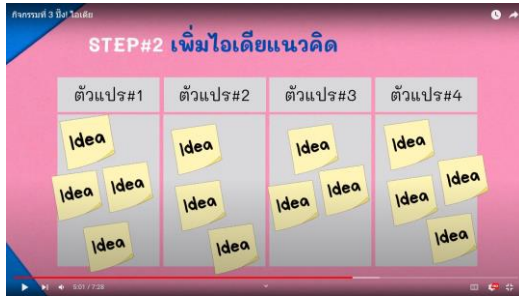 กิจกรรมที่ 3 ปิ๊ง! ไอเดีย
STEP#2 เพิ่มไอเดียแนวคิด
ตัวแปร#1 ตัวแปร#2 ตัวแปร#3 ตัวแปร#4
Idea Idea Idea Idea
Idea Idea Idea Idea Idea Idea Idea
Idea Idea Idea
5:01 / 7:28